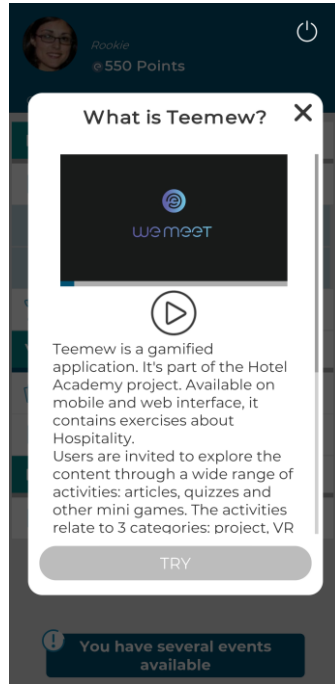 Rookie
550 Points
What is Teemew?
we meet
Teemew is a gamified
application. It's part of the Hotel
Academy project. Available on
mobile and web interface, it
contains exercises about
Hospitality.
Users are invited to explore the
content through a wide range of
activities: articles, quizzes and
other mini games. The activities
relate to 3 categories: project, VR
TRY
You have several events
available